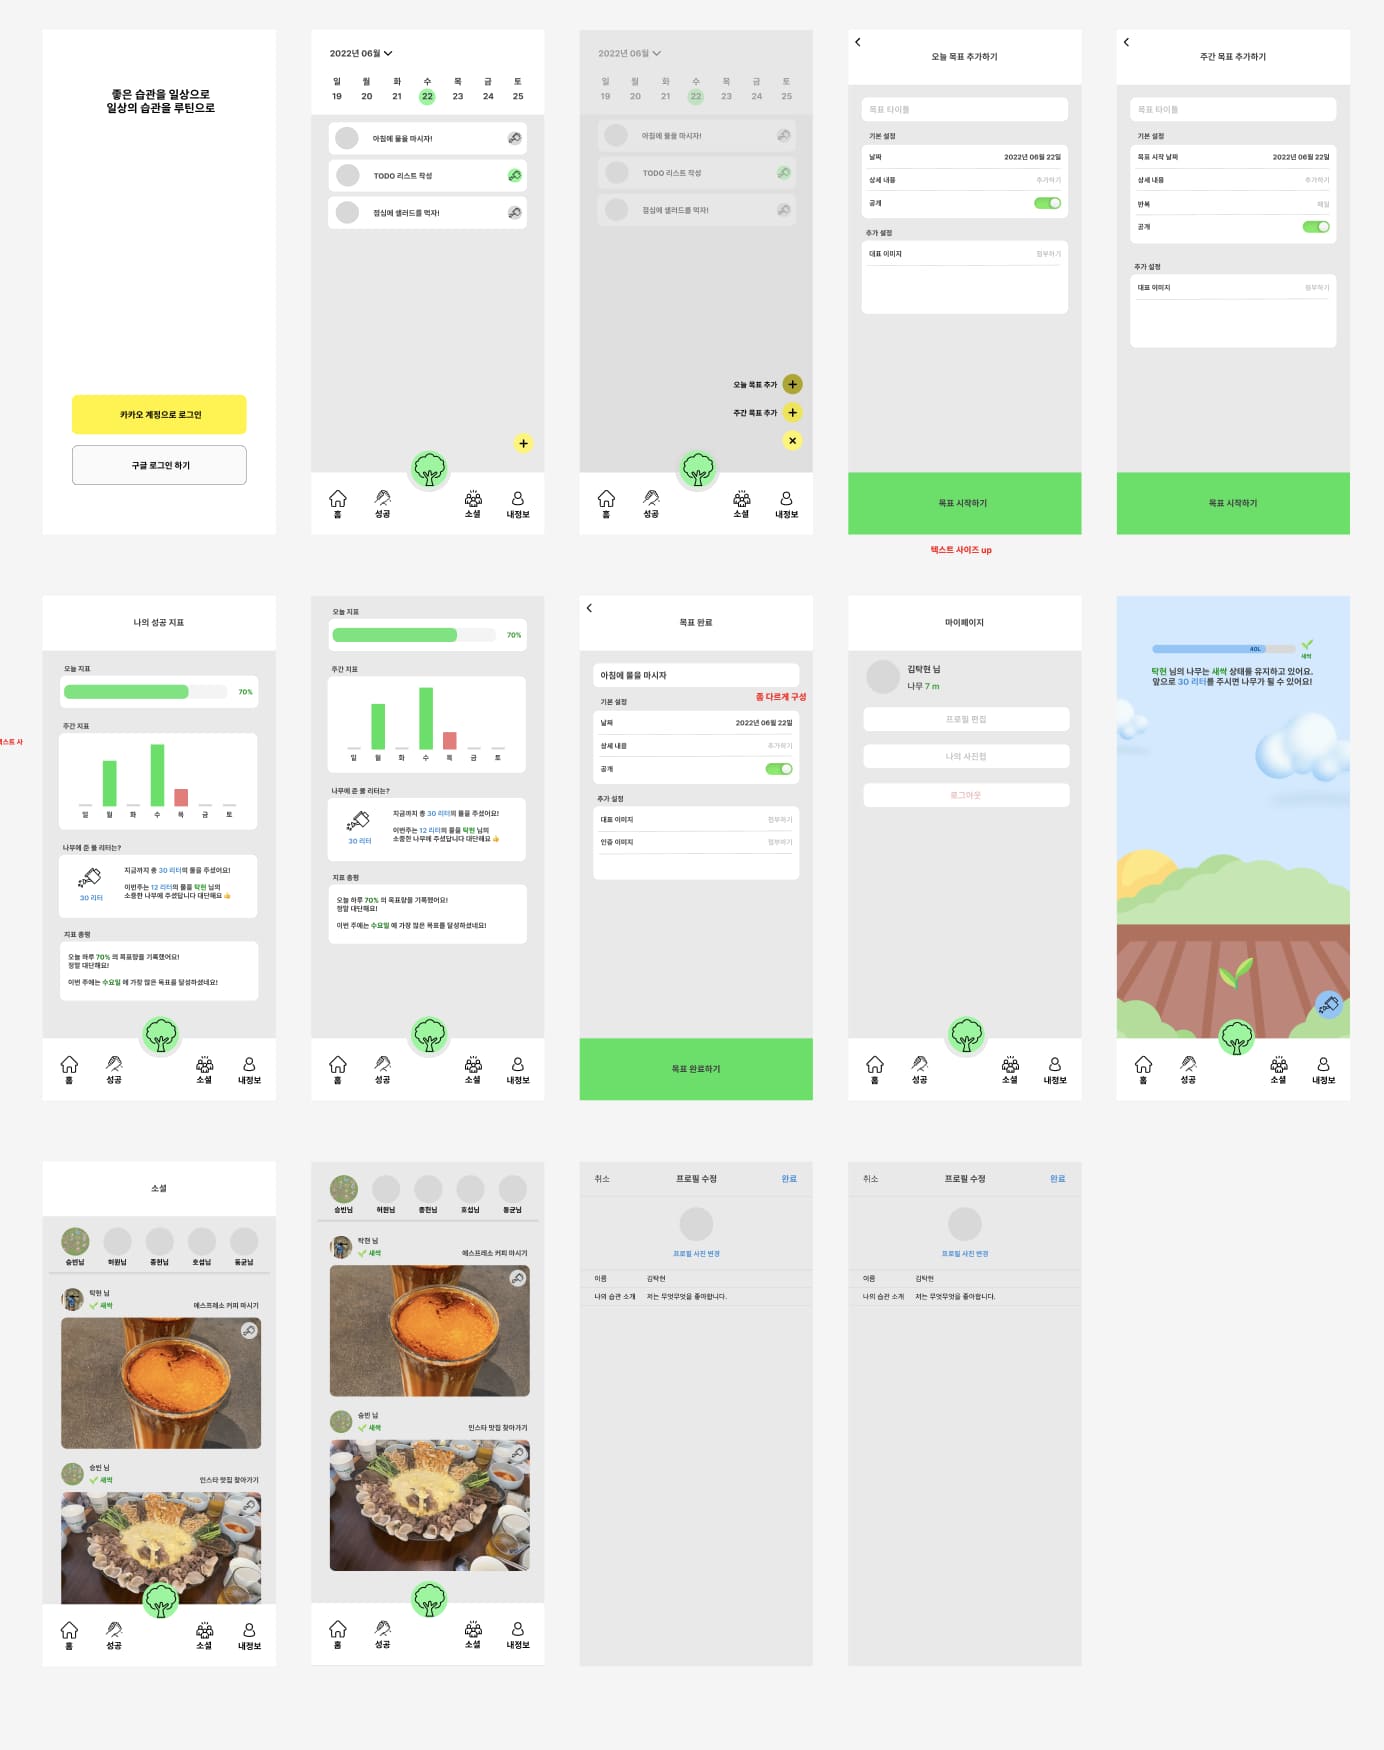 좋은 습관을 일상으로
일상의 습관을 루틴으로
카카오 계정으로 로그인
구글 로그인 하기
2022년 06월
일 월 화 수 목 금 토
19 20 21 22 23 24 25
아침에 물을 마시자!
TODO 리스트 작성
점심에 샐러드를 먹자!
홈 성공 소셜 내정보
2022년 06월
일 월 화 수 목 금 토
19 20 21 22 23 24 25
아침에 물을 마시자!
TODO 리스트 작성
점심에 샐러드를 먹자!
오늘 목표 추가
주간 목표 추가
홈 성공 소셜 내정보
오늘 목표 추가하기
목표 타이틀
기본 설정
날짜 2022년 06월 22일
상세 내용 추가하기
공개
추가 설정
대표 이미지 첨부하기
목표 시작하기
텍스트 사이즈 up
주간 목표 추가하기
목표 타이틀
기본 설정
목표 시작 날짜 2022년 06월 22일
상세 내용 추가하기
반복 매일
공개
추가 설정
대표 이미지 첨부하기
목표 시작하기
텍스트 사
나의 성공 지표
오늘 지표
70%
주간 지표
일 월 화 수 목 금 토
나무에 준 물 리터는?
지금까지 총 30 리터의 물을 주셨어요!
이번주는 12 리터의 물을 탁현 님의
소중한 나무에 주셨답니다 대단해요 👍
30 리터
지표 총평
오늘 하루 70% 의 목표량을 기록했어요!
정말 대단해요!
이번 주에는 수요일 에 가장 많은 목표를 달성하셨네요!
홈 성공 소셜 내정보
오늘 지표
70%
주간 지표
일 월 화 수 목 금 토
나무에 준 물 리터는?
지금까지 총 30 리터의 물을 주셨어요!
이번주는 12 리터의 물을 탁현 님의
소중한 나무에 주셨답니다 대단해요 👍
30 리터
지표 총평
오늘 하루 70% 의 목표량을 기록했어요!
정말 대단해요!
이번 주에는 수요일 에 가장 많은 목표를 달성하셨네요!
홈 성공 소셜 내정보
목표 완료
아침에 물을 마시자
좀 다르게 구성
기본 설정
날짜 2022년 06월 22일
상세 내용 추가하기
공개
추가 설정
대표 이미지 첨부하기
인증 이미지 첨부하기
목표 완료하기
마이페이지
김탁현 님
나무 7 m
프로필 편집
나의 사진첩
로그아웃
홈 성공 소셜 내정보
40L
새싹
탁현 님의 나무는 새싹 상태를 유지하고 있어요.
앞으로 30 리터를 주시면 나무가 될 수 있어요!
홈 성공 소셜 내정보
소셜
승빈님 허원님 종현님 호섭님 동균님
탁현 님
새싹 에스프레소 커피 마시기
승빈 님
새싹 인스타 맛집 찾아가기
홈 성공 소셜 내정보
승빈님 허원님 종현님 호섭님 동균님
탁현 님
새싹 에스프레소 커피 마시기
승빈 님
새싹 인스타 맛집 찾아가기
홈 성공 소셜 내정보
취소 프로필 수정 완료
프로필 사진 변경
이름 김탁현
나의 습관 소개 저는 무엇무엇을 좋아합니다.
취소 프로필 수정 완료
프로필 사진 변경
이름 김탁현
나의 습관 소개 저는 무엇무엇을 좋아합니다.